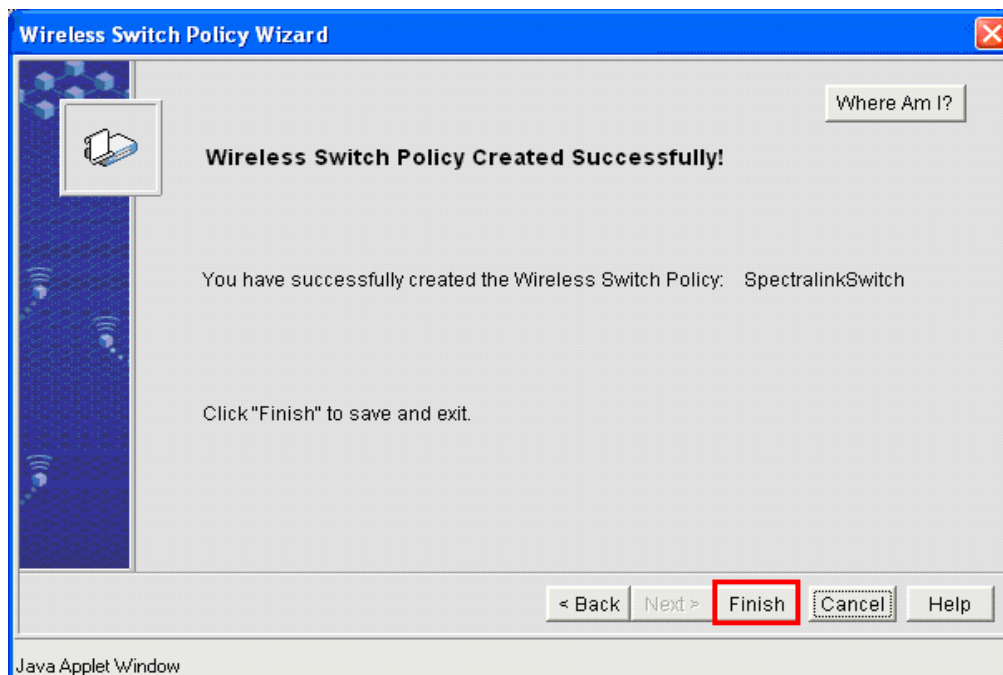 Wireless Switch Policy Wizard
Where Am I?
Wireless Switch Policy Created Successfully!
You have successfully created the Wireless Switch Policy: SpectralinkSwitch
Click "Finish" to save and exit.
< Back Next > Finish Cancel Help
Java Applet Window